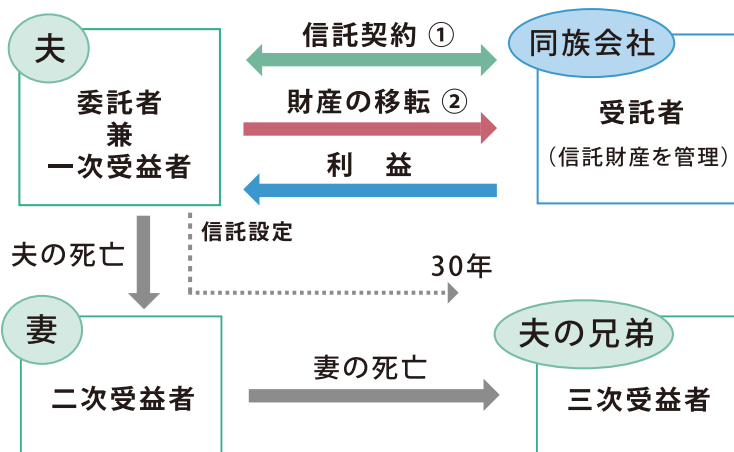 夫
委託者
兼
一次受益者
信託契約 ①
財産の移転 ②
利 益
同族会社
受託者
（信託財産を管理）
信託設定
夫の死亡
30年
妻
二次受益者
妻の死亡
夫の兄弟
三次受益者